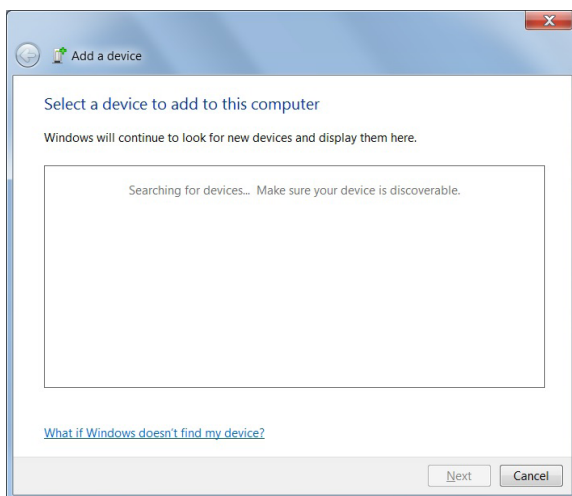 Add a device
Select a device to add to this computer
Windows will continue to look for new devices and display them here.
Searching for devices... Make sure your device is discoverable.
What if Windows doesn't find my device?
Next Cancel